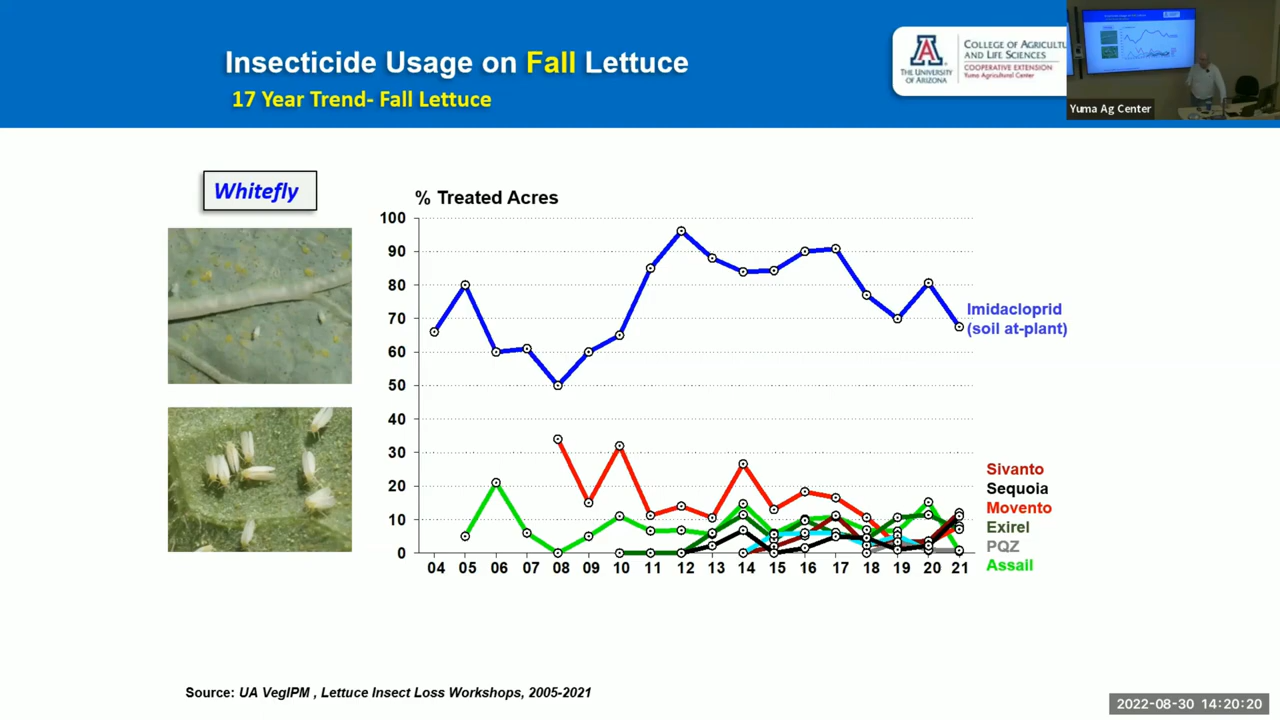 Insecticide Usage on Fall Lettuce
17 Year Trend- Fall Lettuce
A
THE UNIVERSITY
OF ARIZONA
COLLEGE OF AGRICULTU
AND LIFE SCIENCES
COOPERATIVE EXTENSION
Yuma Agricultural Center
Yuma Ag Center
Whitefly
% Treated Acres
100
90
80
70
60
50
40
30
20
10
0
04 05 06 07 08 09 10 11 12 13 14 15 16 17 18 19 20 21
Imidacloprid
(soil at-plant)
Sivanto
Sequoia
Movento
Exirel
PQZ
Assail
Source: UA VegIPM , Lettuce Insect Loss Workshops, 2005-2021
2022-08-30 14:20:20